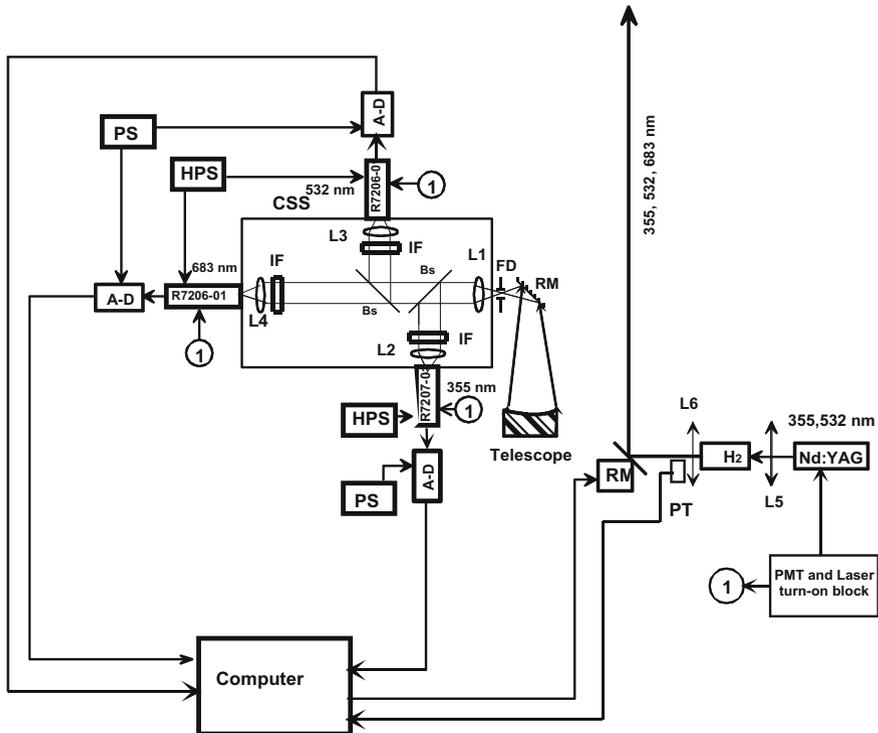 355, 532, 683 nm
A-D
PS
HPS
532 nm
R7206-0
1
CSS
L3
IF
683 nm
IF
L1
FD
RM
Bs
A-D
R7206-01
L4
Bs
1
L2
IF
R7207-03
355 nm
HPS
1
Telescope
L6
355,532 nm
A-D
PS
RM
H2
Nd:YAG
PT
L5
1
PMT and Laser
turn-on block
Computer